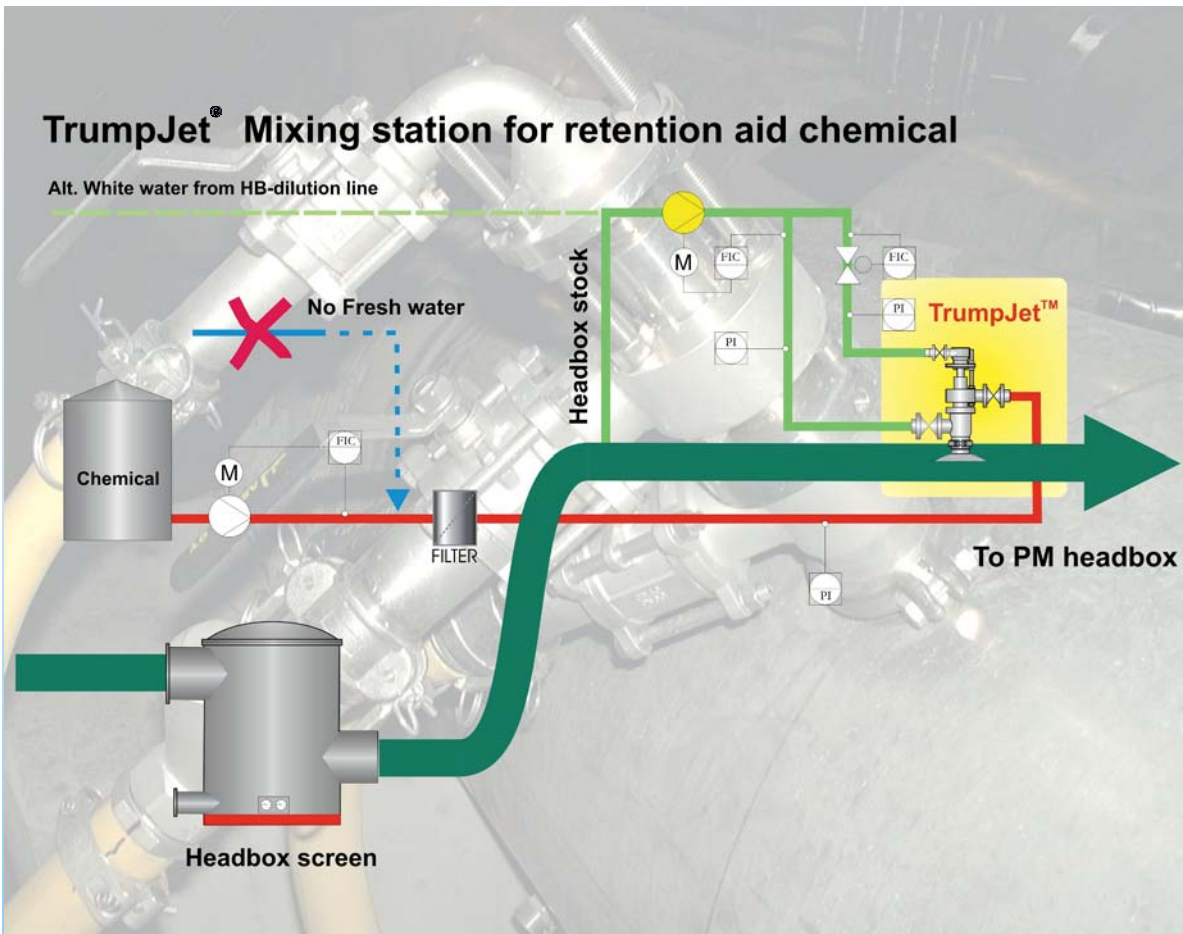 TrumpJet® Mixing station for retention aid chemical
Alt. White water from HB-dilution line
Headbox stock
M
FIC
FIC
PI
PI
TrumpJet™
No Fresh water
Chemical
M
FIC
FILTER
PI
To PM headbox
Headbox screen